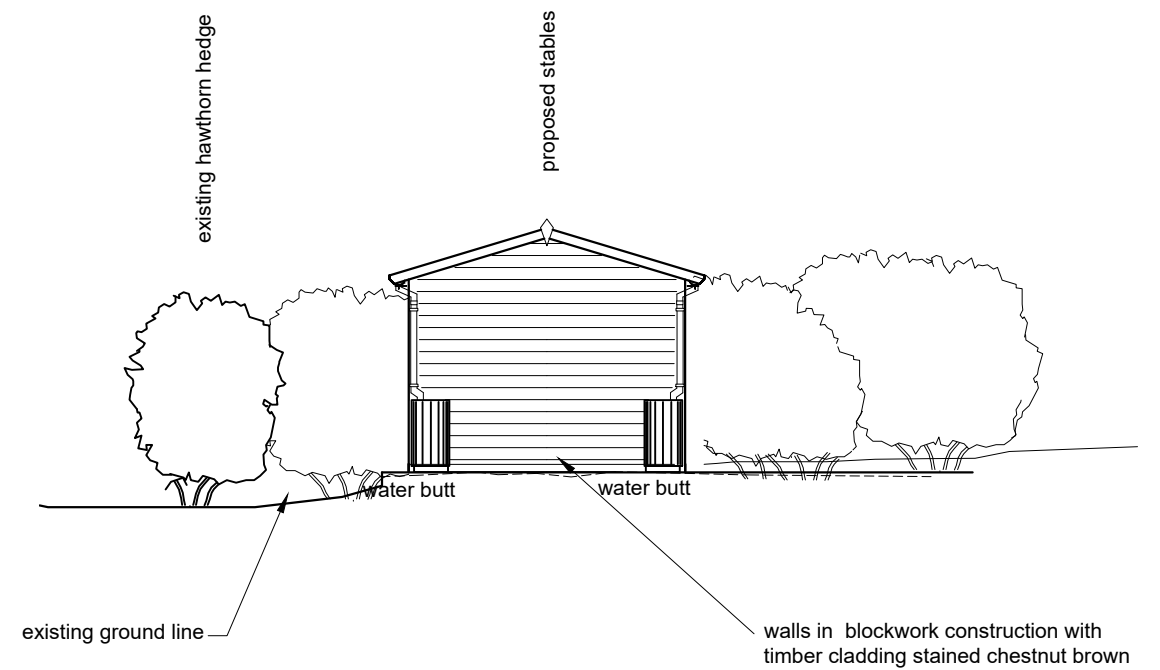 existing hawthorn hedge
proposed stables
water butt
water butt
existing ground line
walls in blockwork construction with
timber cladding stained chestnut brown